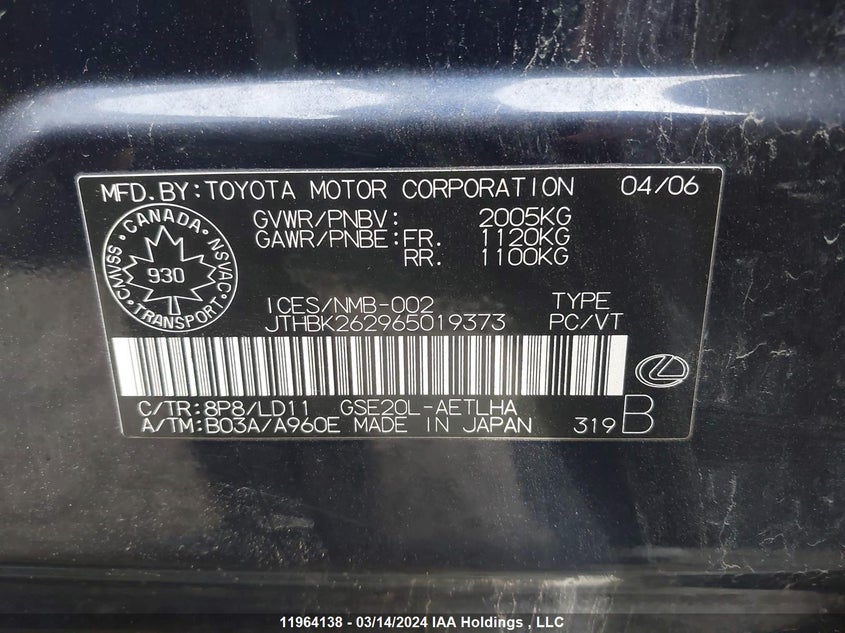 MFD.BY:TOYOTA MOTOR CORPORATION 04/06
GVWR/PNBV: 2005KG
GAWR/PNBE:FR. 1120KG
RR. 1100KG
CMVSS · CANADA · NSVAC · TRANSPORT ·
930
ICES/NMB-002 TYPE
JTHBK262965019373 PC/VT
C/TR:8P8/LD11 GSE20L-AETLHA
A/TM:B03A/A960E MADE IN JAPAN 319 B
11964138 - 03/14/2024 IAA Holdings , LLC